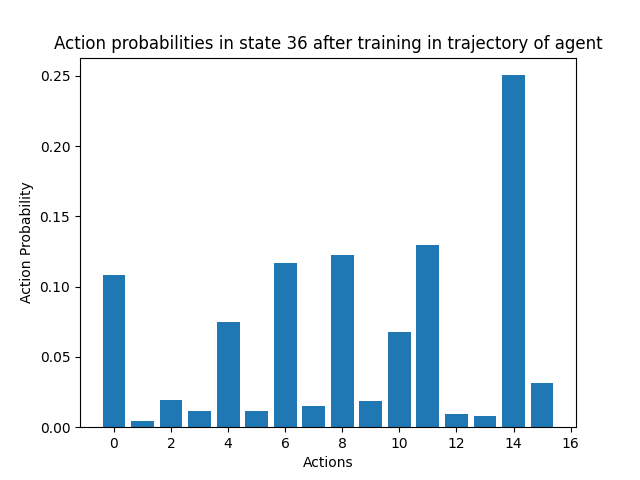 Action probabilities in state 36 after training in trajectory of agent
0.25
0.20
0.15
0.10
0.05
0.00
Action Probability
0 2 4 6 8 10 12 14 16
Actions